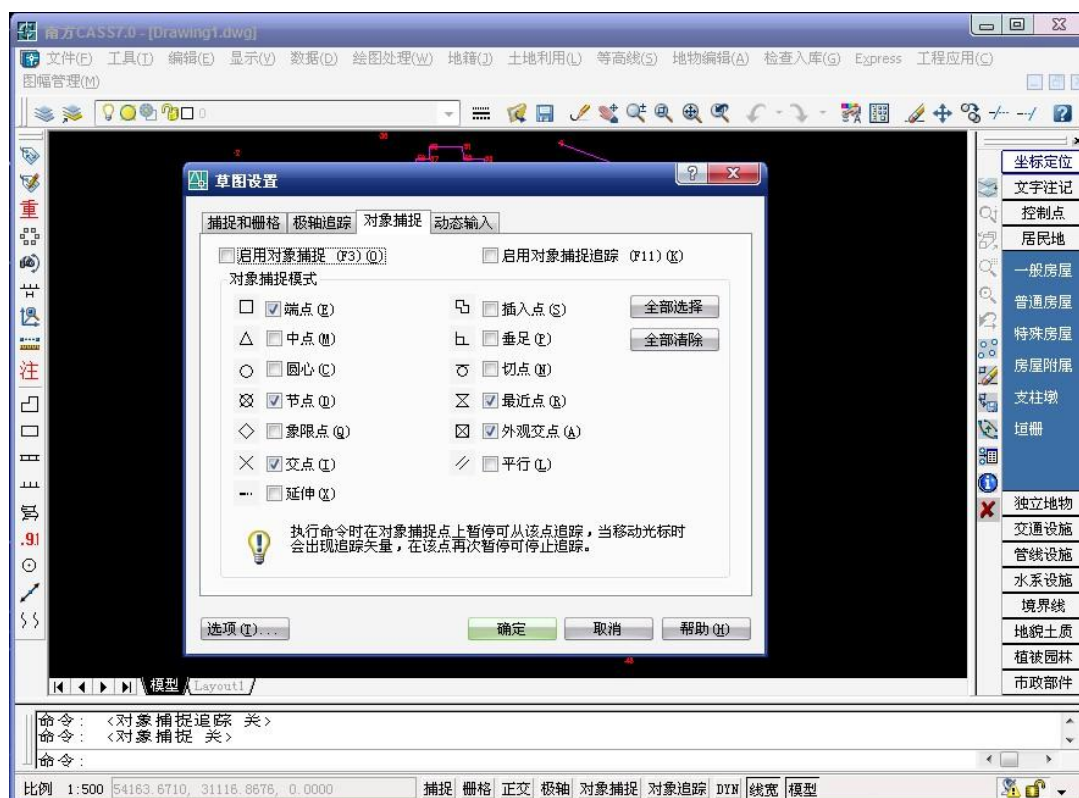 南方CASS7.0 - [Drawing1.dwg]
文件(F) 工具(T) 编辑(E) 显示(V) 数据(D) 绘图处理(W) 地籍(J) 土地利用(L) 等高线(S) 地物编辑(A) 检查入库(G) Express 工程应用(C)
图幅管理(M)
0
重
注
.91
草图设置
捕捉和栅格 极轴追踪 对象捕捉 动态输入
启用对象捕捉 (F3)(O) 启用对象捕捉追踪 (F11)(K)
对象捕捉模式
端点(E) 插入点(S) 全部选择
中点(M) 垂足(P) 全部清除
圆心(C) 切点(N)
节点(D) 最近点(R)
象限点(Q) 外观交点(A)
交点(I) 平行(L)
延伸(X)
执行命令时在对象捕捉点上暂停可从该点追踪，当移动光标时
会出现追踪矢量，在该点再次暂停可停止追踪。
选项(T)... 确定 取消 帮助(H)
坐标定位
文字注记
控制点
居民地
一般房屋
普通房屋
特殊房屋
房屋附属
支柱墩
垣栅
独立地物
交通设施
管线设施
水系设施
境界线
地貌土质
植被园林
市政部件
模型 Layout1
命令: <对象捕捉追踪 关>
命令: <对象捕捉 关>
命令:
比例 1:500 54163.6710, 31116.8676, 0.0000 捕捉 栅格 正交 极轴 对象捕捉 对象追踪 DYN 线宽 模型